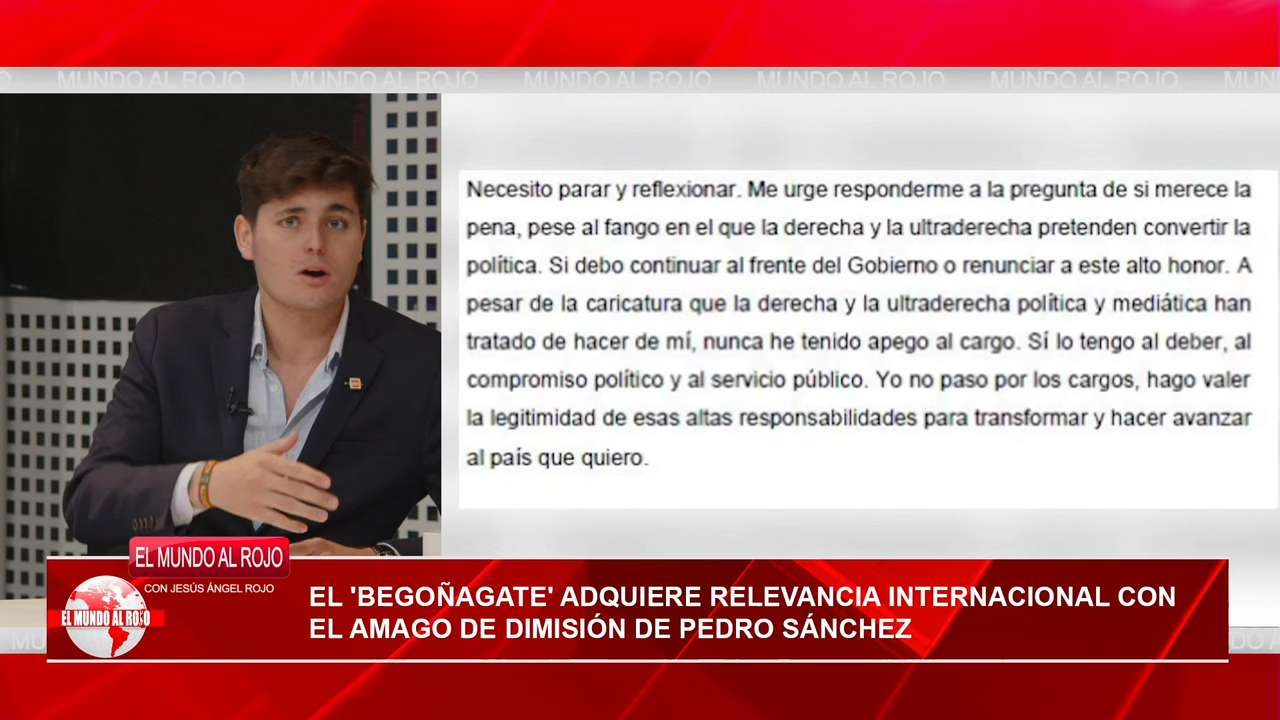 MUNDO AL ROJO MUNDO AL ROJO MUNDO AL ROJO MUNDO AL ROJO MUNDO AL ROJO
Necesito parar y reflexionar. Me urge responderme a la pregunta de si merece la
pena, pese al fango en el que la derecha y la ultraderecha pretenden convertir la
política. Si debo continuar al frente del Gobierno o renunciar a este alto honor. A
pesar de la caricatura que la derecha y la ultraderecha política y mediática han
tratado de hacer de mí, nunca he tenido apego al cargo. Sí lo tengo al deber, al
compromiso político y al servicio público. Yo no paso por los cargos, hago valer
la legitimidad de esas altas responsabilidades para transformar y hacer avanzar
al país que quiero.
EL MUNDO AL ROJO
CON JESÚS ÁNGEL ROJO
EL MUNDO AL ROJO
EL 'BEGOÑAGATE' ADQUIERE RELEVANCIA INTERNACIONAL CON
EL AMAGO DE DIMISIÓN DE PEDRO SÁNCHEZ